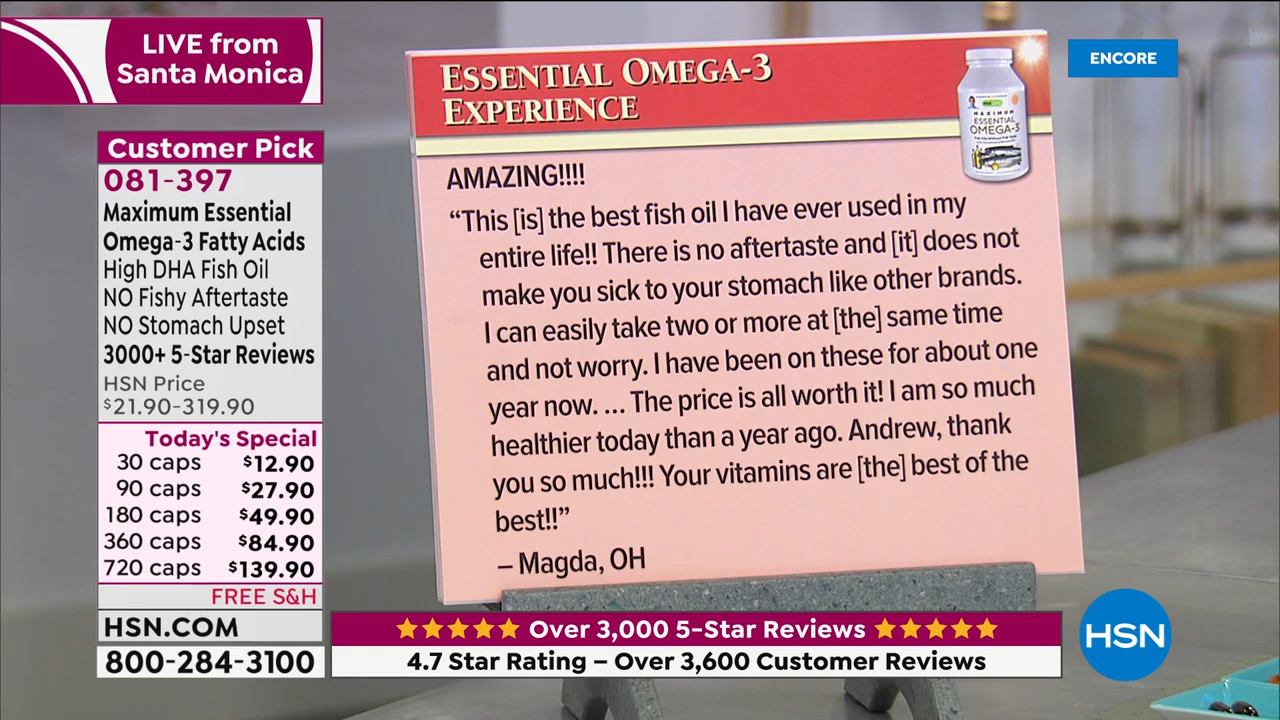 LIVE from
Santa Monica
ENCORE
Customer Pick
081-397
Maximum Essential
Omega-3 Fatty Acids
High DHA Fish Oil
NO Fishy Aftertaste
NO Stomach Upset
3000+ 5-Star Reviews
HSN Price
$21.90-319.90
Today's Special
30 caps $12.90
90 caps $27.90
180 caps $49.90
360 caps $84.90
720 caps $139.90
FREE S&H
HSN.COM
800-284-3100
ESSENTIAL OMEGA-3
EXPERIENCE
MAXIMUM
ESSENTIAL
OMEGA-3
AMAZING!!!!
“This [is] the best fish oil I have ever used in my
entire life!! There is no aftertaste and [it] does not
make you sick to your stomach like other brands.
I can easily take two or more at [the] same time
and not worry. I have been on these for about one
year now. ... The price is all worth it! I am so much
healthier today than a year ago. Andrew, thank
you so much!!! Your vitamins are [the] best of the
best!!”
– Magda, OH
Over 3,000 5-Star Reviews
4.7 Star Rating – Over 3,600 Customer Reviews
HSN